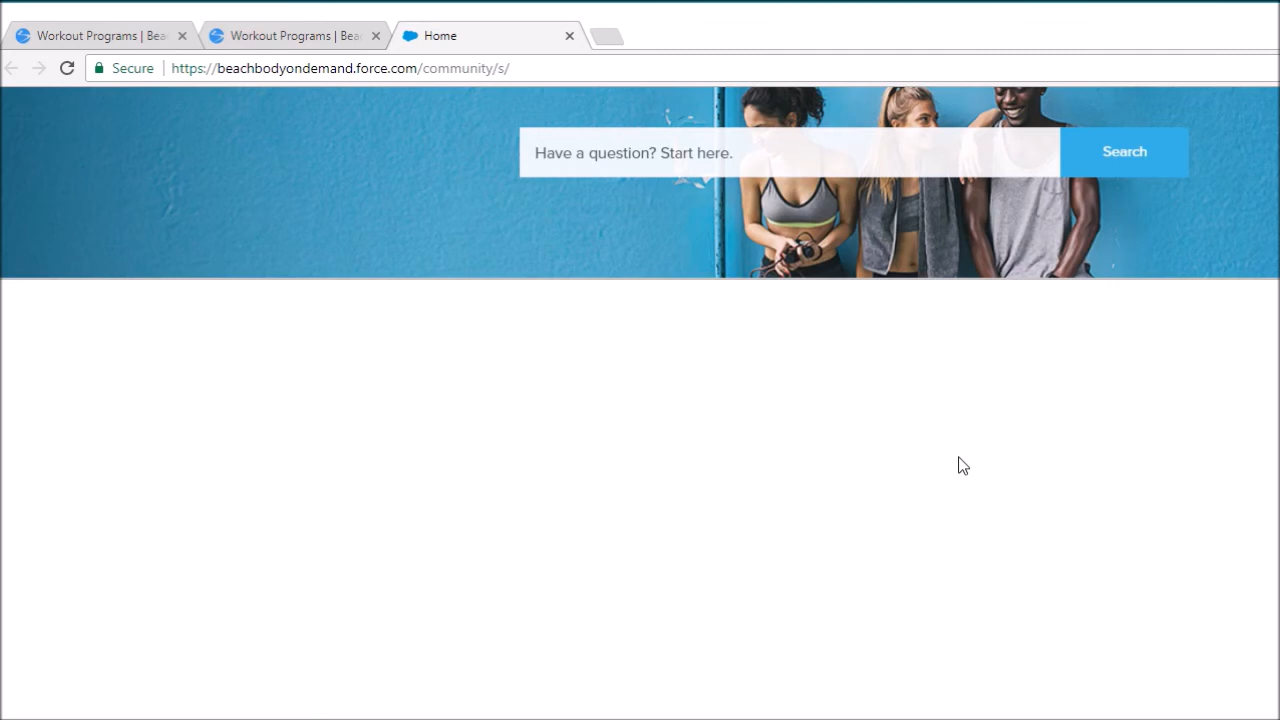 Workout Programs | Bea
Workout Programs | Bea
Home
Secure
https://beachbodyondemand.force.com/community/s/
Have a question? Start here.
Search